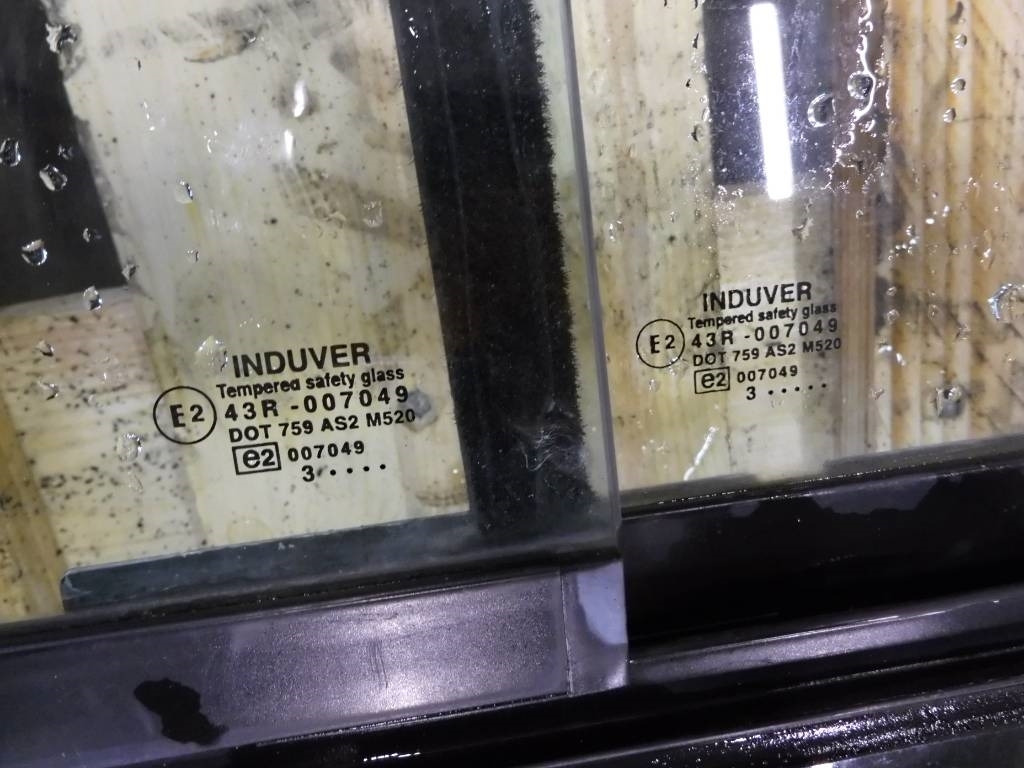 INDUVER
Tempered safety glass
E2
43R -007049
DOT 759 AS2 M520
e2 007049
3 ....
INDUVER
Tempered safety glass
E2
43R -007049
DOT 759 AS2 M520
e2 007049
3 .....